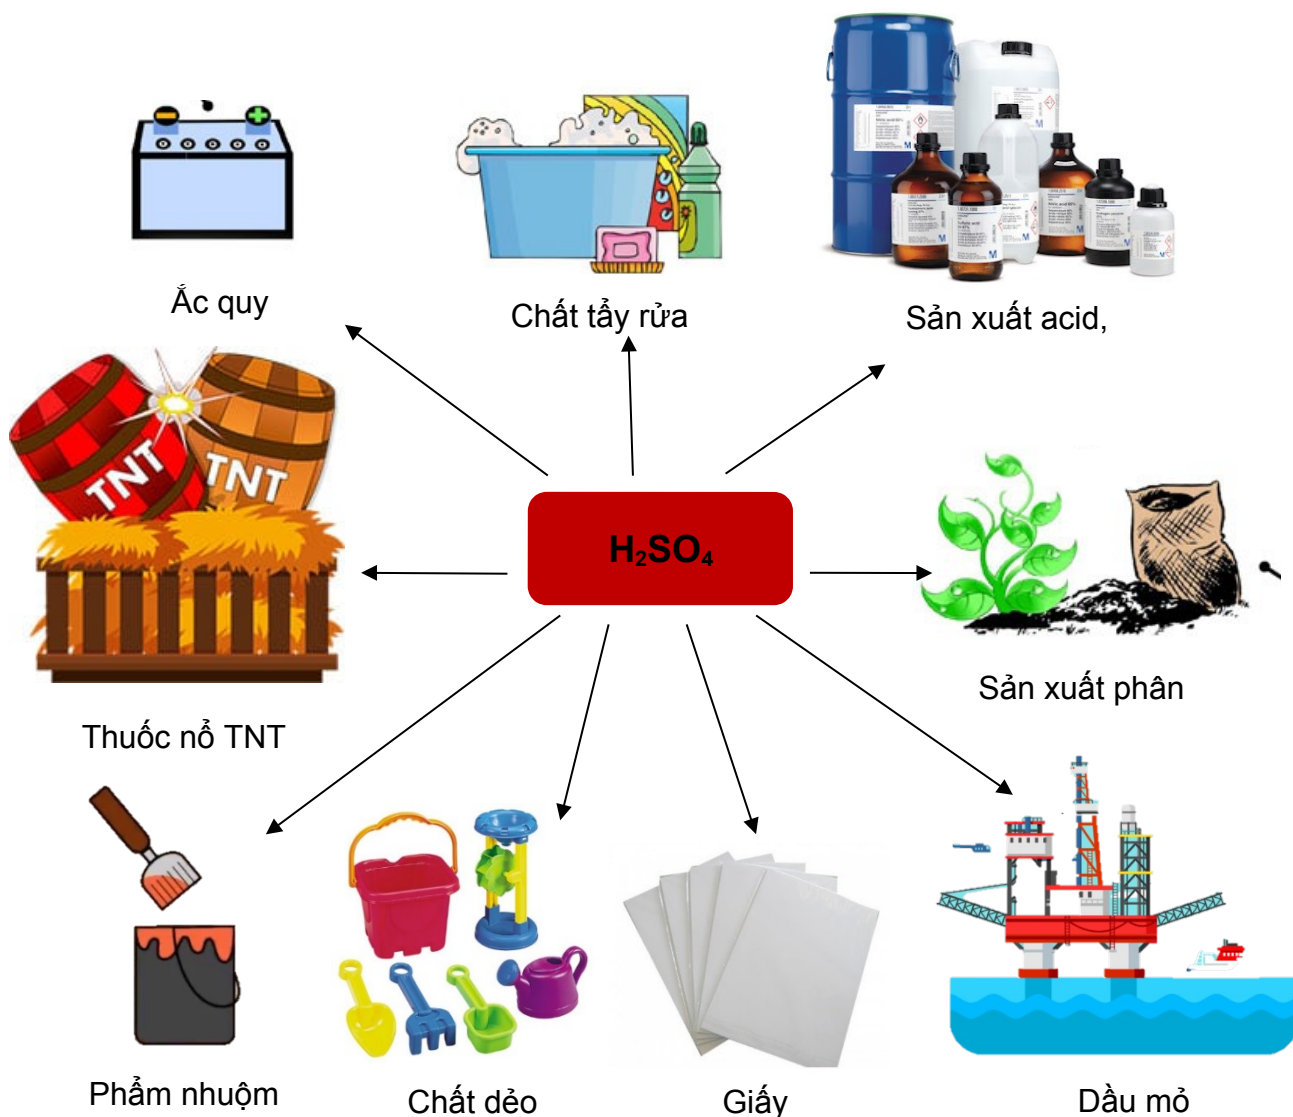 Ắc quy
Chất tẩy rửa
Sản xuất acid,
TNT
TNT
H₂SO₄
Sản xuất phân
Thuốc nổ TNT
Phẩm nhuộm
Chất dẻo
Giấy
Dầu mỏ